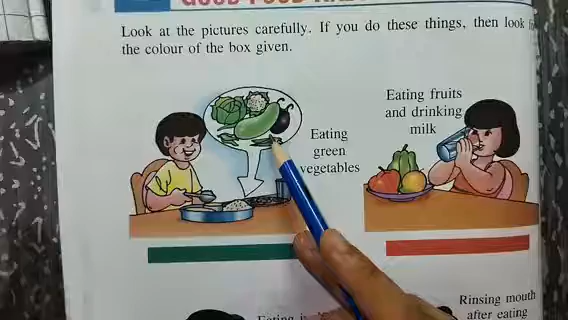 Look at the pictures carefully. If you do these things, then look
the colour of the box given.
Eating
green
vegetables
Eating fruits
and drinking
milk
Eating
Rinsing mouth
after eating